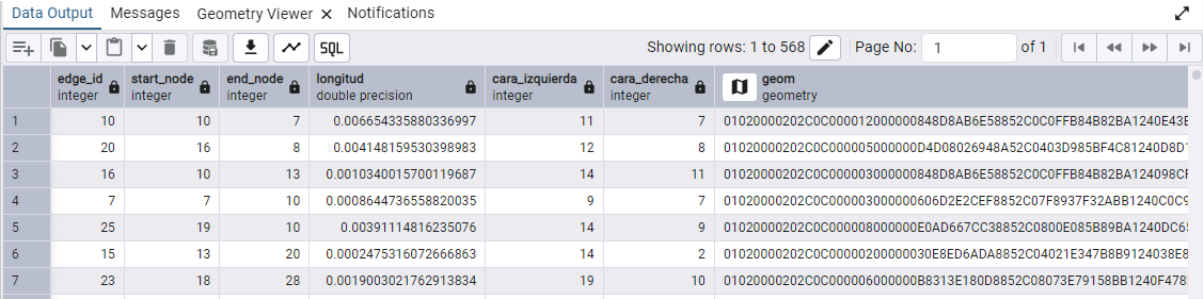 Data Output Messages Geometry Viewer Notifications
SQL Showing rows: 1 to 568 Page No: 1 of 1
edge_id integer start_node integer end_node integer longitud double precision cara_izquierda integer cara_derecha integer geom geometry
1 10 10 7 0.006654335880336997 11 7 01020000202C0C000012000000848D8AB6E58852C0C0FFB84B82BA1240E43E
2 20 16 8 0.004148159530398983 12 8 01020000202C0C000005000000D4D08026948A52C0403D985BF4C81240D8D1
3 16 10 13 0.0010340015700119687 14 11 01020000202C0C000003000000848D8AB6E58852C0C0FFB84B82BA124098CF
4 7 7 10 0.0008644736558820035 9 7 01020000202C0C000003000000606D2E2CEF8852C07F8937F32ABB1240C0C9
5 25 19 10 0.00391114816235076 14 9 01020000202C0C000008000000E0AD667CC38852C0800E085B89BA1240DC65
6 15 13 20 0.0002475316072666863 14 2 01020000202C0C00000200000030E8ED6ADA8852C04021E347B8B9124038E8
7 23 18 28 0.00190030217629 13834 19 10 01020000202C0C000006000000B8313E180D8852C08073E79158BB1240F478